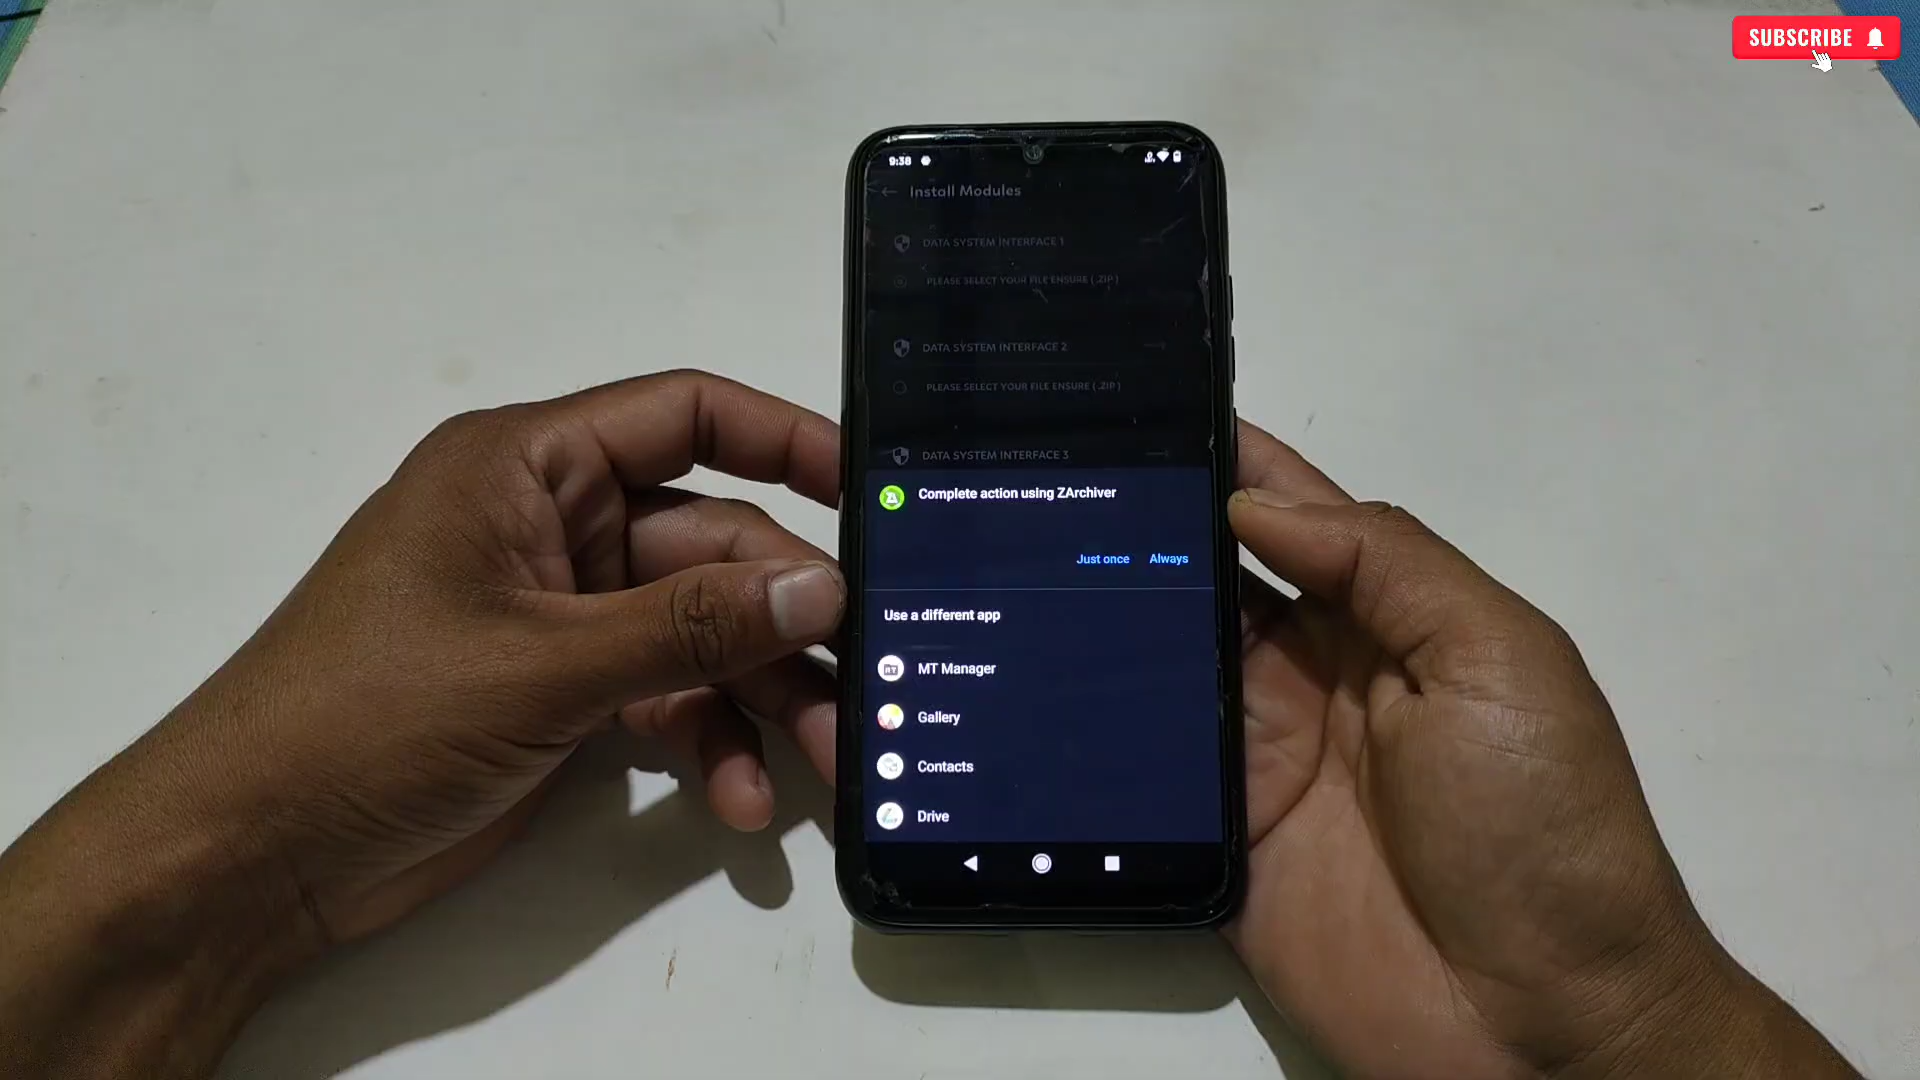 SUBSCRIBE
9:38
Install Modules
DATA SYSTEM INTERFACE 1
PLEASE SELECT YOUR FILE ENSURE ( .ZIP )
DATA SYSTEM INTERFACE 2
PLEASE SELECT YOUR FILE ENSURE ( .ZIP )
DATA SYSTEM INTERFACE 3
Complete action using ZArchiver
Just once Always
Use a different app
MT Manager
Gallery
Contacts
Drive